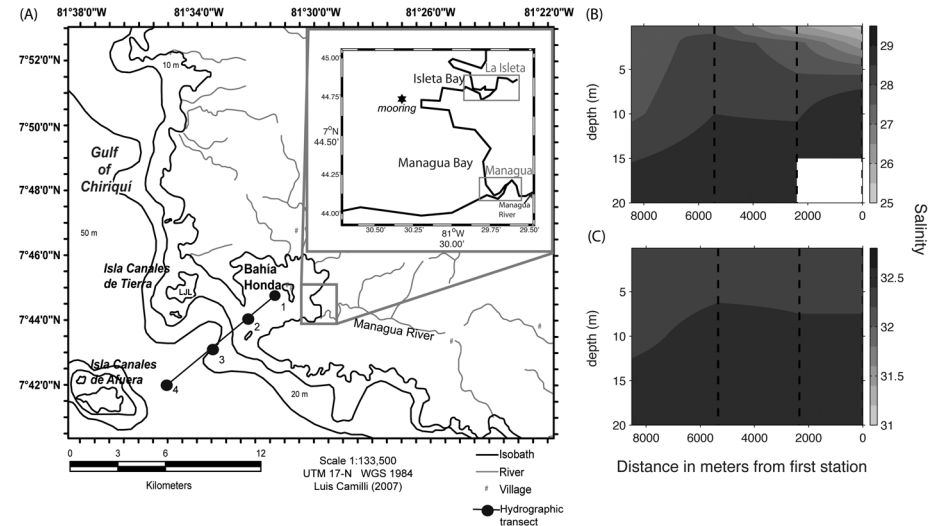 (A)
81°38'0"W 81°34'0"W 81°30'0"W 81°26'0"W 81°22'0"W
7°52'0"N
7°50'0"N
7°48'0"N
7°46'0"N
7°44'0"N
7°42'0"N
10 m
Gulf
of
Chiriquí
50 m
Isla Canales
de Tierra
LJL
Bahía
Honda
1
2
3
4
Isla Canales
de Afuera
20 m
Managua River
#
#
#
45.00'
44.75
7°N
44.50'
44.25
44.00
30.50' 30.25' 81°W 29.75' 29.50'
30.00'
Isleta Bay
La Isleta
mooring
Managua Bay
Managua
Managua
River
0 3 6 12
Kilometers
Scale 1:133,500
UTM 17-N WGS 1984
Luis Camilli (2007)
Isobath
River
# Village
Hydrographic
transect
(B)
depth (m)
5
10
15
20
8000 6000 4000 2000 0
29
28
27
26
25
Salinity
(C)
depth (m)
5
10
15
20
8000 6000 4000 2000 0
32.5
32
31.5
31
Distance in meters from first station